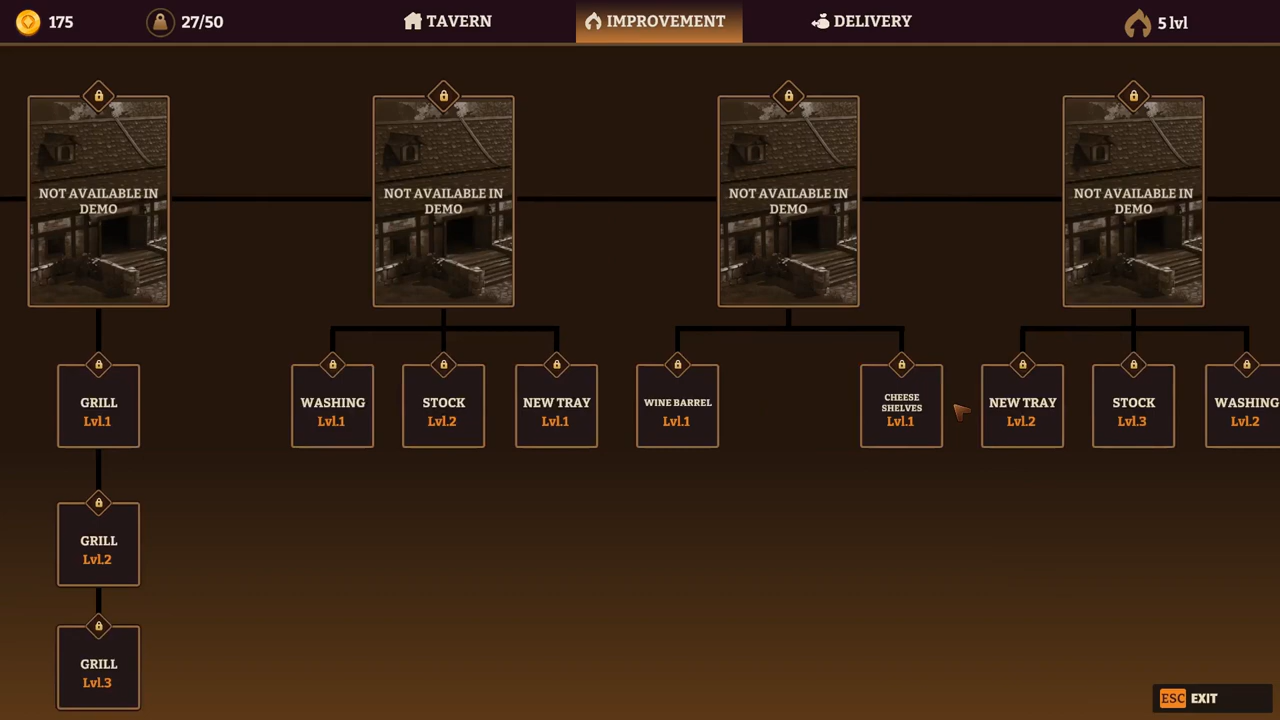 175
27/50
TAVERN
IMPROVEMENT
DELIVERY
5 lvl
NOT AVAILABLE IN
DEMO
NOT AVAILABLE IN
DEMO
NOT AVAILABLE IN
DEMO
NOT AVAILABLE IN
DEMO
GRILL
Lvl.1
WASHING
Lvl.1
STOCK
Lvl.2
NEW TRAY
Lvl.1
WINE BARREL
Lvl.1
CHEESE
SHELVES
Lvl.1
NEW TRAY
Lvl.2
STOCK
Lvl.3
WASHING
Lvl.2
GRILL
Lvl.2
GRILL
Lvl.3
ESC EXIT